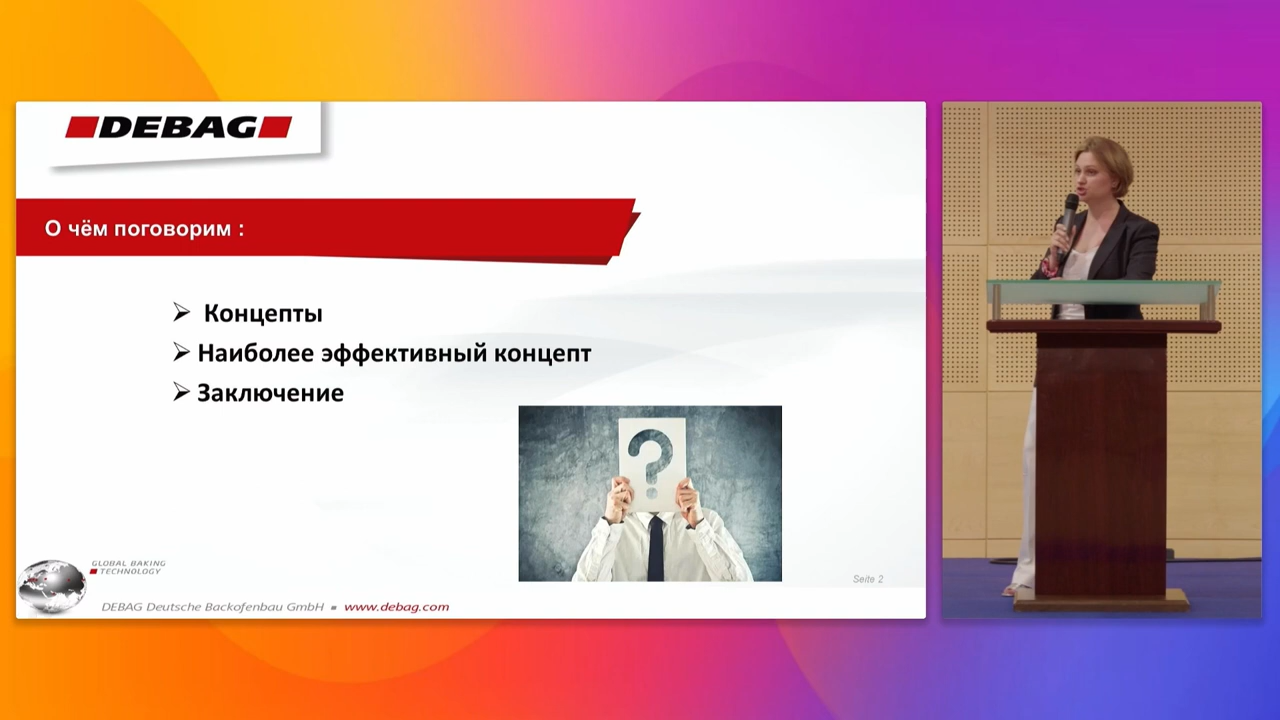 DEBAG
О чём поговорим :
Концепты
Наиболее эффективный концепт
Заключение
?
Seite 2
GLOBAL BAKING
TECHNOLOGY
DEBAG Deutsche Backofenbau GmbH ▪ www.debag.com